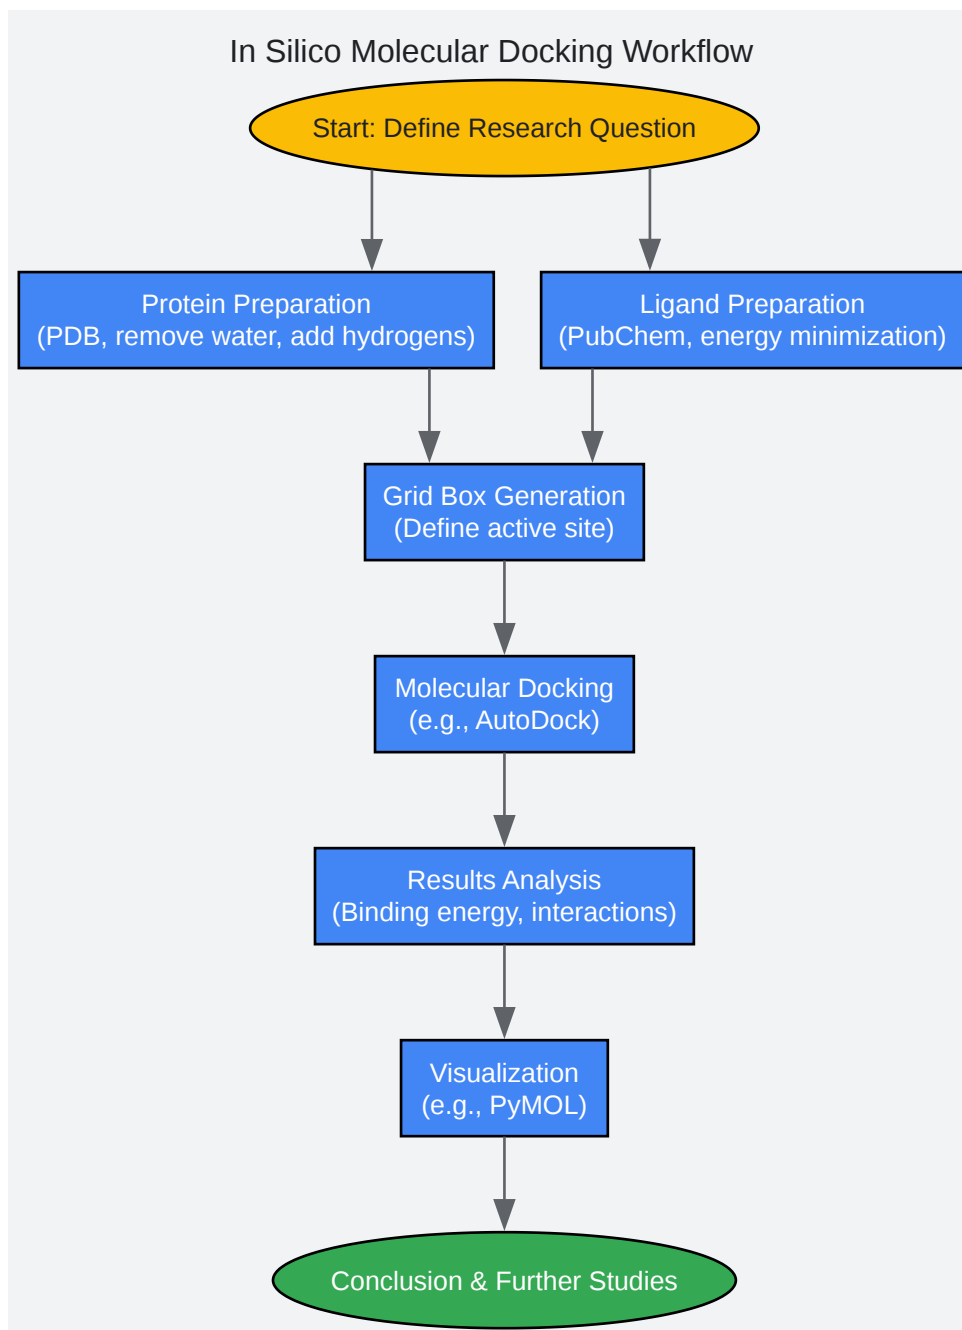 In Silico Molecular Docking Workflow
Start: Define Research Question
Protein Preparation
(PDB, remove water, add hydrogens)
Ligand Preparation
(PubChem, energy minimization)
Grid Box Generation
(Define active site)
Molecular Docking
(e.g., AutoDock)
Results Analysis
(Binding energy, interactions)
Visualization
(e.g., PyMOL)
Conclusion & Further Studies